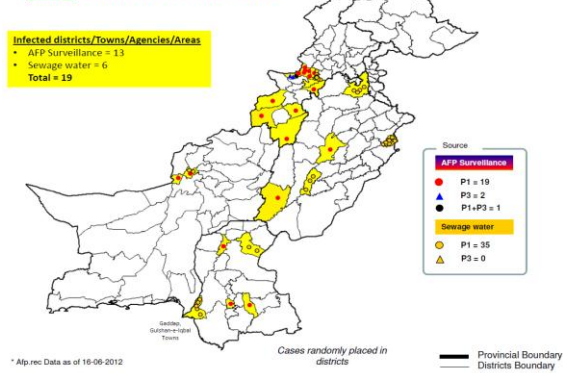 Infected districts/Towns/Agencies/Areas
• AFP Surveillance = 13
• Sewage water = 6
Total = 19
Source
AFP Surveillance
P1 = 19
P3 = 2
P1+P3 = 1
Sewage water
P1 = 35
P3 = 0
Gaddap,
Gulshan-e-Iqbal
Towns
Cases randomly placed in
districts
Provincial Boundary
Districts Boundary
* Afp.rec Data as of 16-06-2012